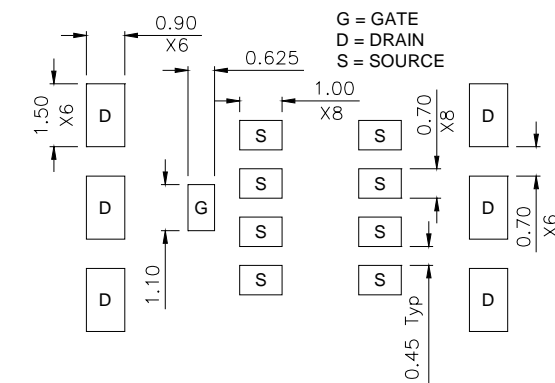 G = GATE
D = DRAIN
S = SOURCE
0.90
X6
0.625
1.00
X8
1.50
X6
0.70
X8
0.70
X6
1.10
0.45 Typ
D
D
D
G
S
S
S
S
S
S
S
S
D
D
D